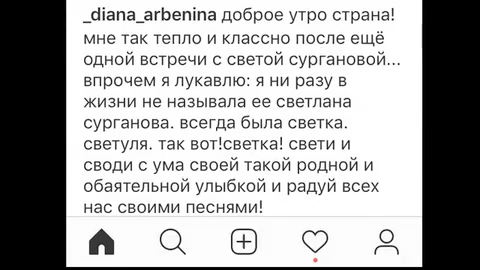 _diana_arbenina доброе утро страна!
мне так тепло и классно после ещё
одной встречи с светой сургановой...
впрочем я лукавлю: я ни разу в
жизни не называла ее светлана
сурганова. всегда была светка.
светуля. так вот!светка! свети и
своди с ума своей такой родной и
обаятельной улыбкой и радуй всех
нас своими песнями!